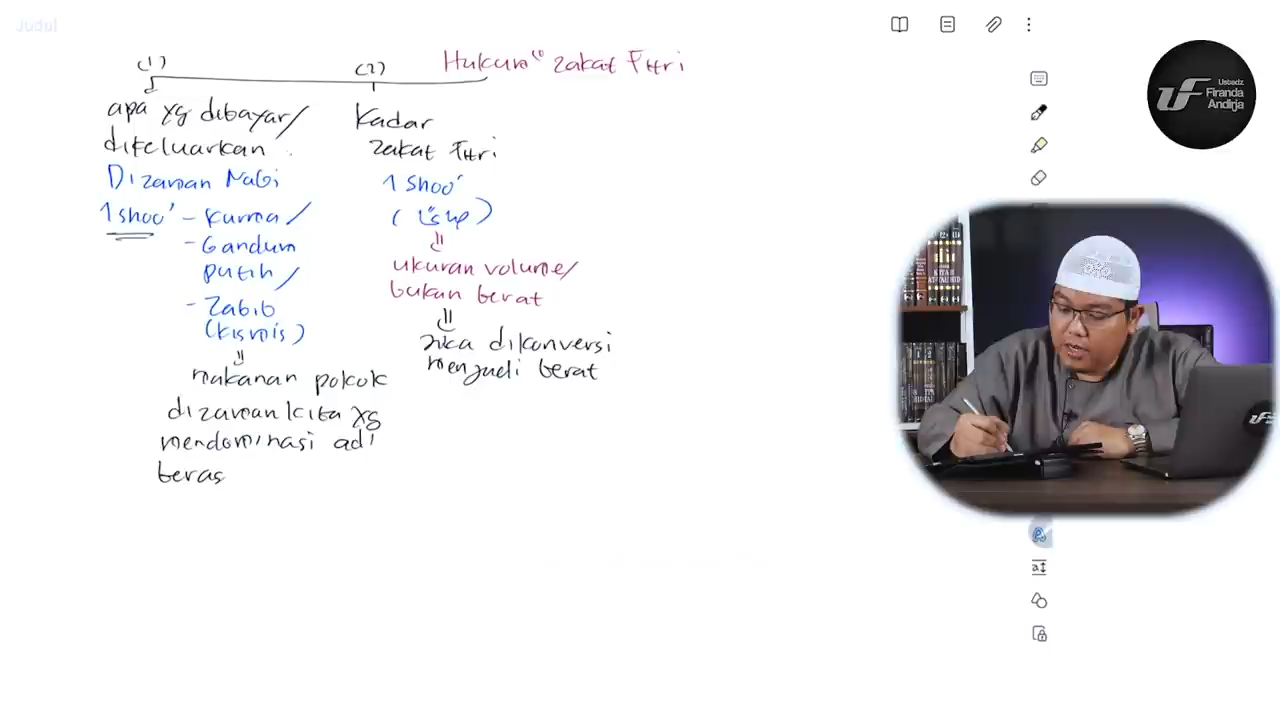 Judul
Hukum² zakat Fitri
(1)
apa yg dibayar/
dikeluarkan
Dizaman Nabi
1 shoo' - kurma/
- Gandum
putih/
- Zabib
(kismis)
makanan pokok
dizaman kita yg
mendominasi adl
beras
(2)
Kadar
zakat Fitri
1 shoo'
ukuran volume/
bukan berat
Jika dikonversi
menjadi berat
Ustadz
Firanda
Andirja
UF